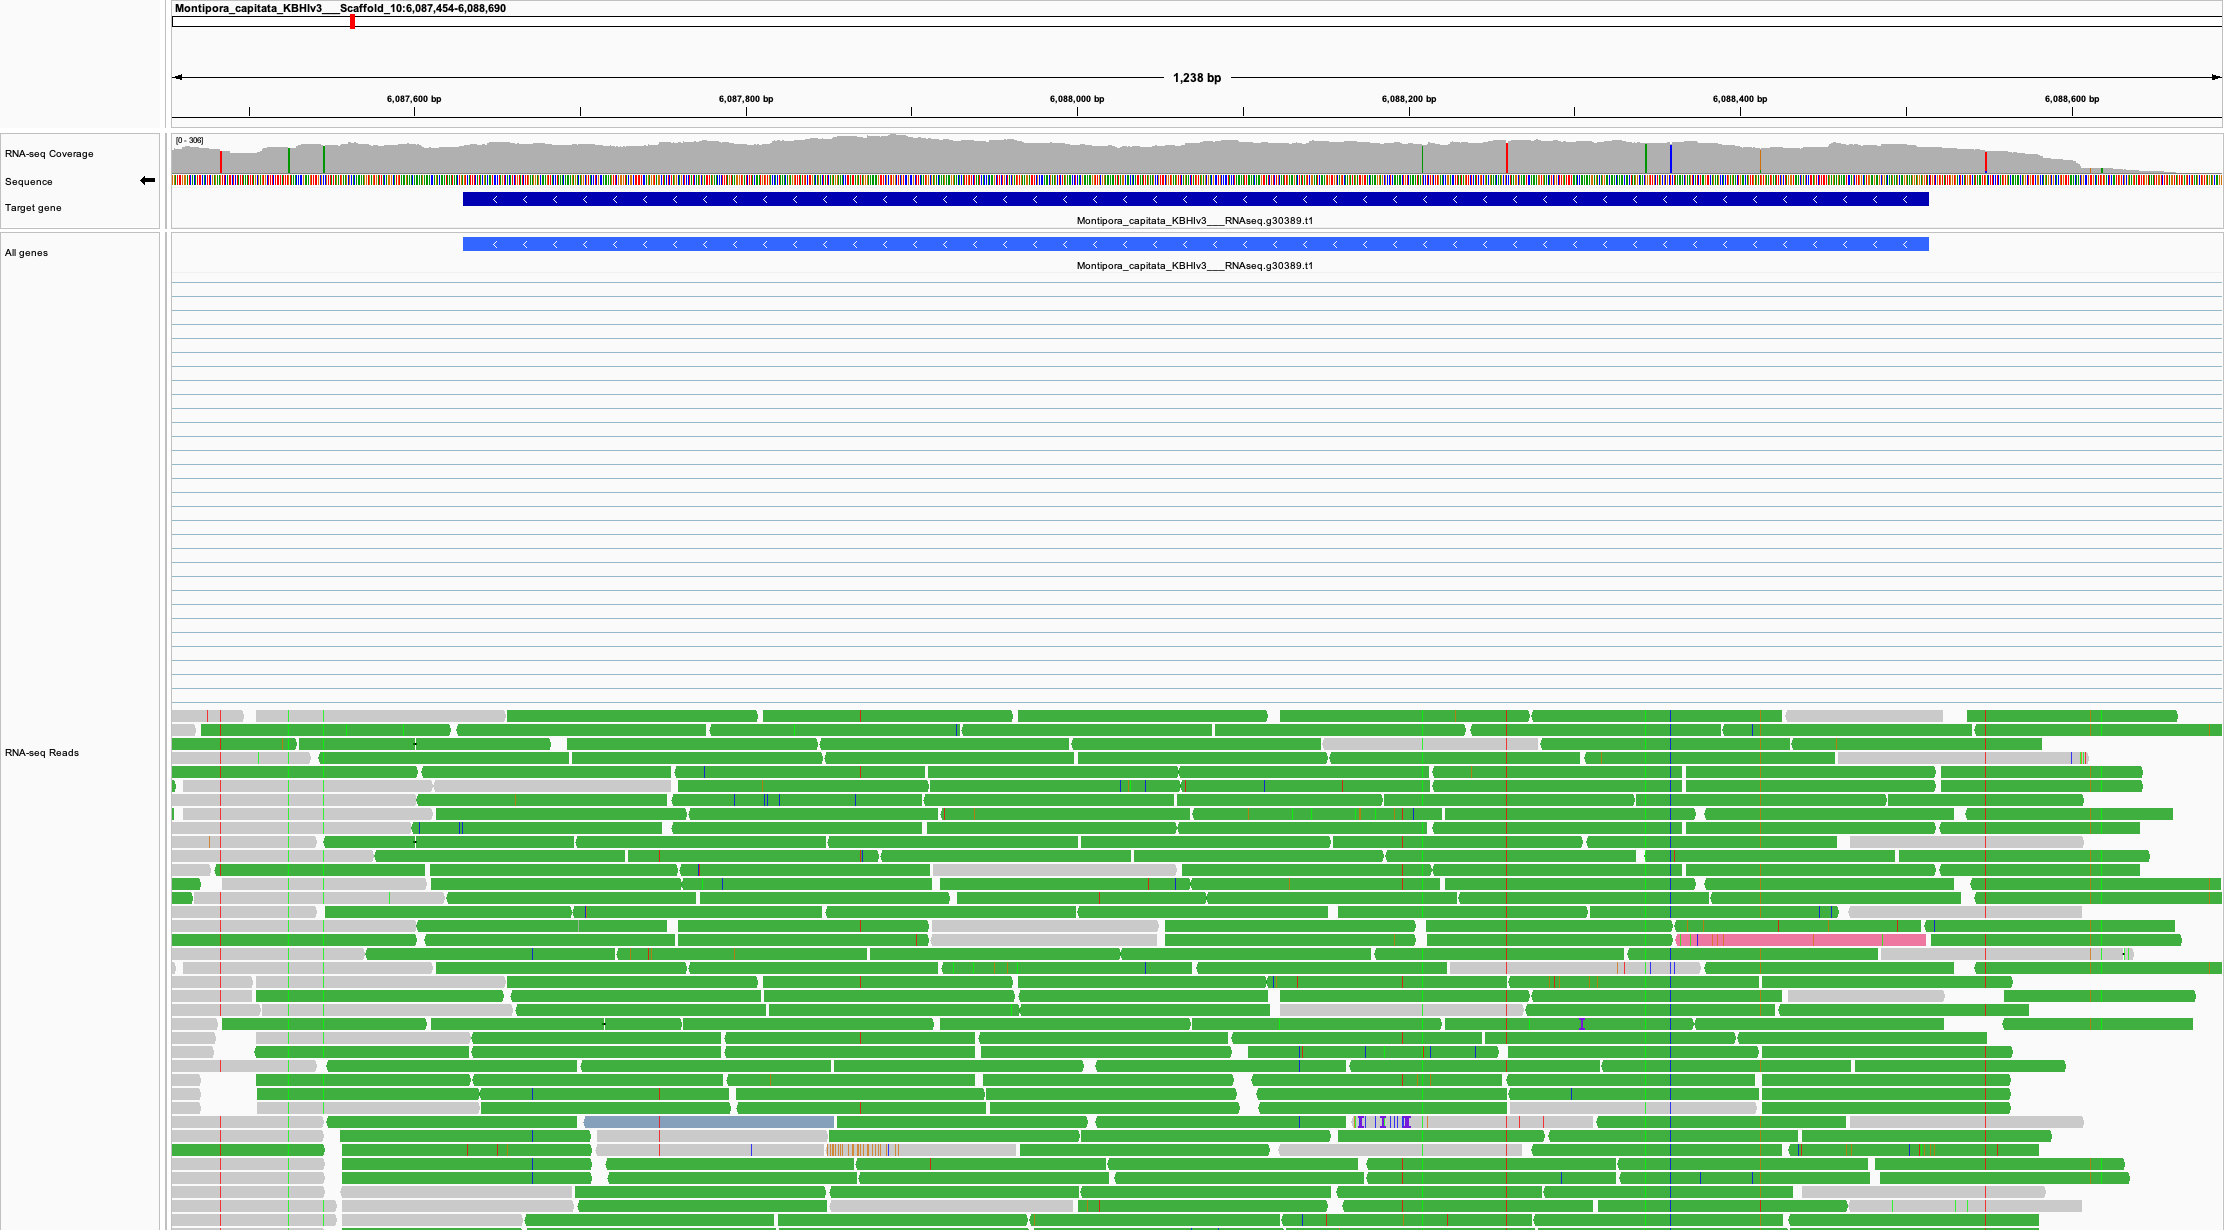 Montipora_capitata_KBHIv3___Scaffold_10:6,087,454-6,088,690
1,238 bp
6,087,600 bp 6,087,800 bp 6,088,000 bp 6,088,200 bp 6,088,400 bp 6,088,600 bp
[0 - 306]
RNA-seq Coverage
Sequence
Target gene
Montipora_capitata_KBHIv3___RNAseq.g30389.t1
All genes
Montipora_capitata_KBHIv3___RNAseq.g30389.t1
RNA-seq Reads